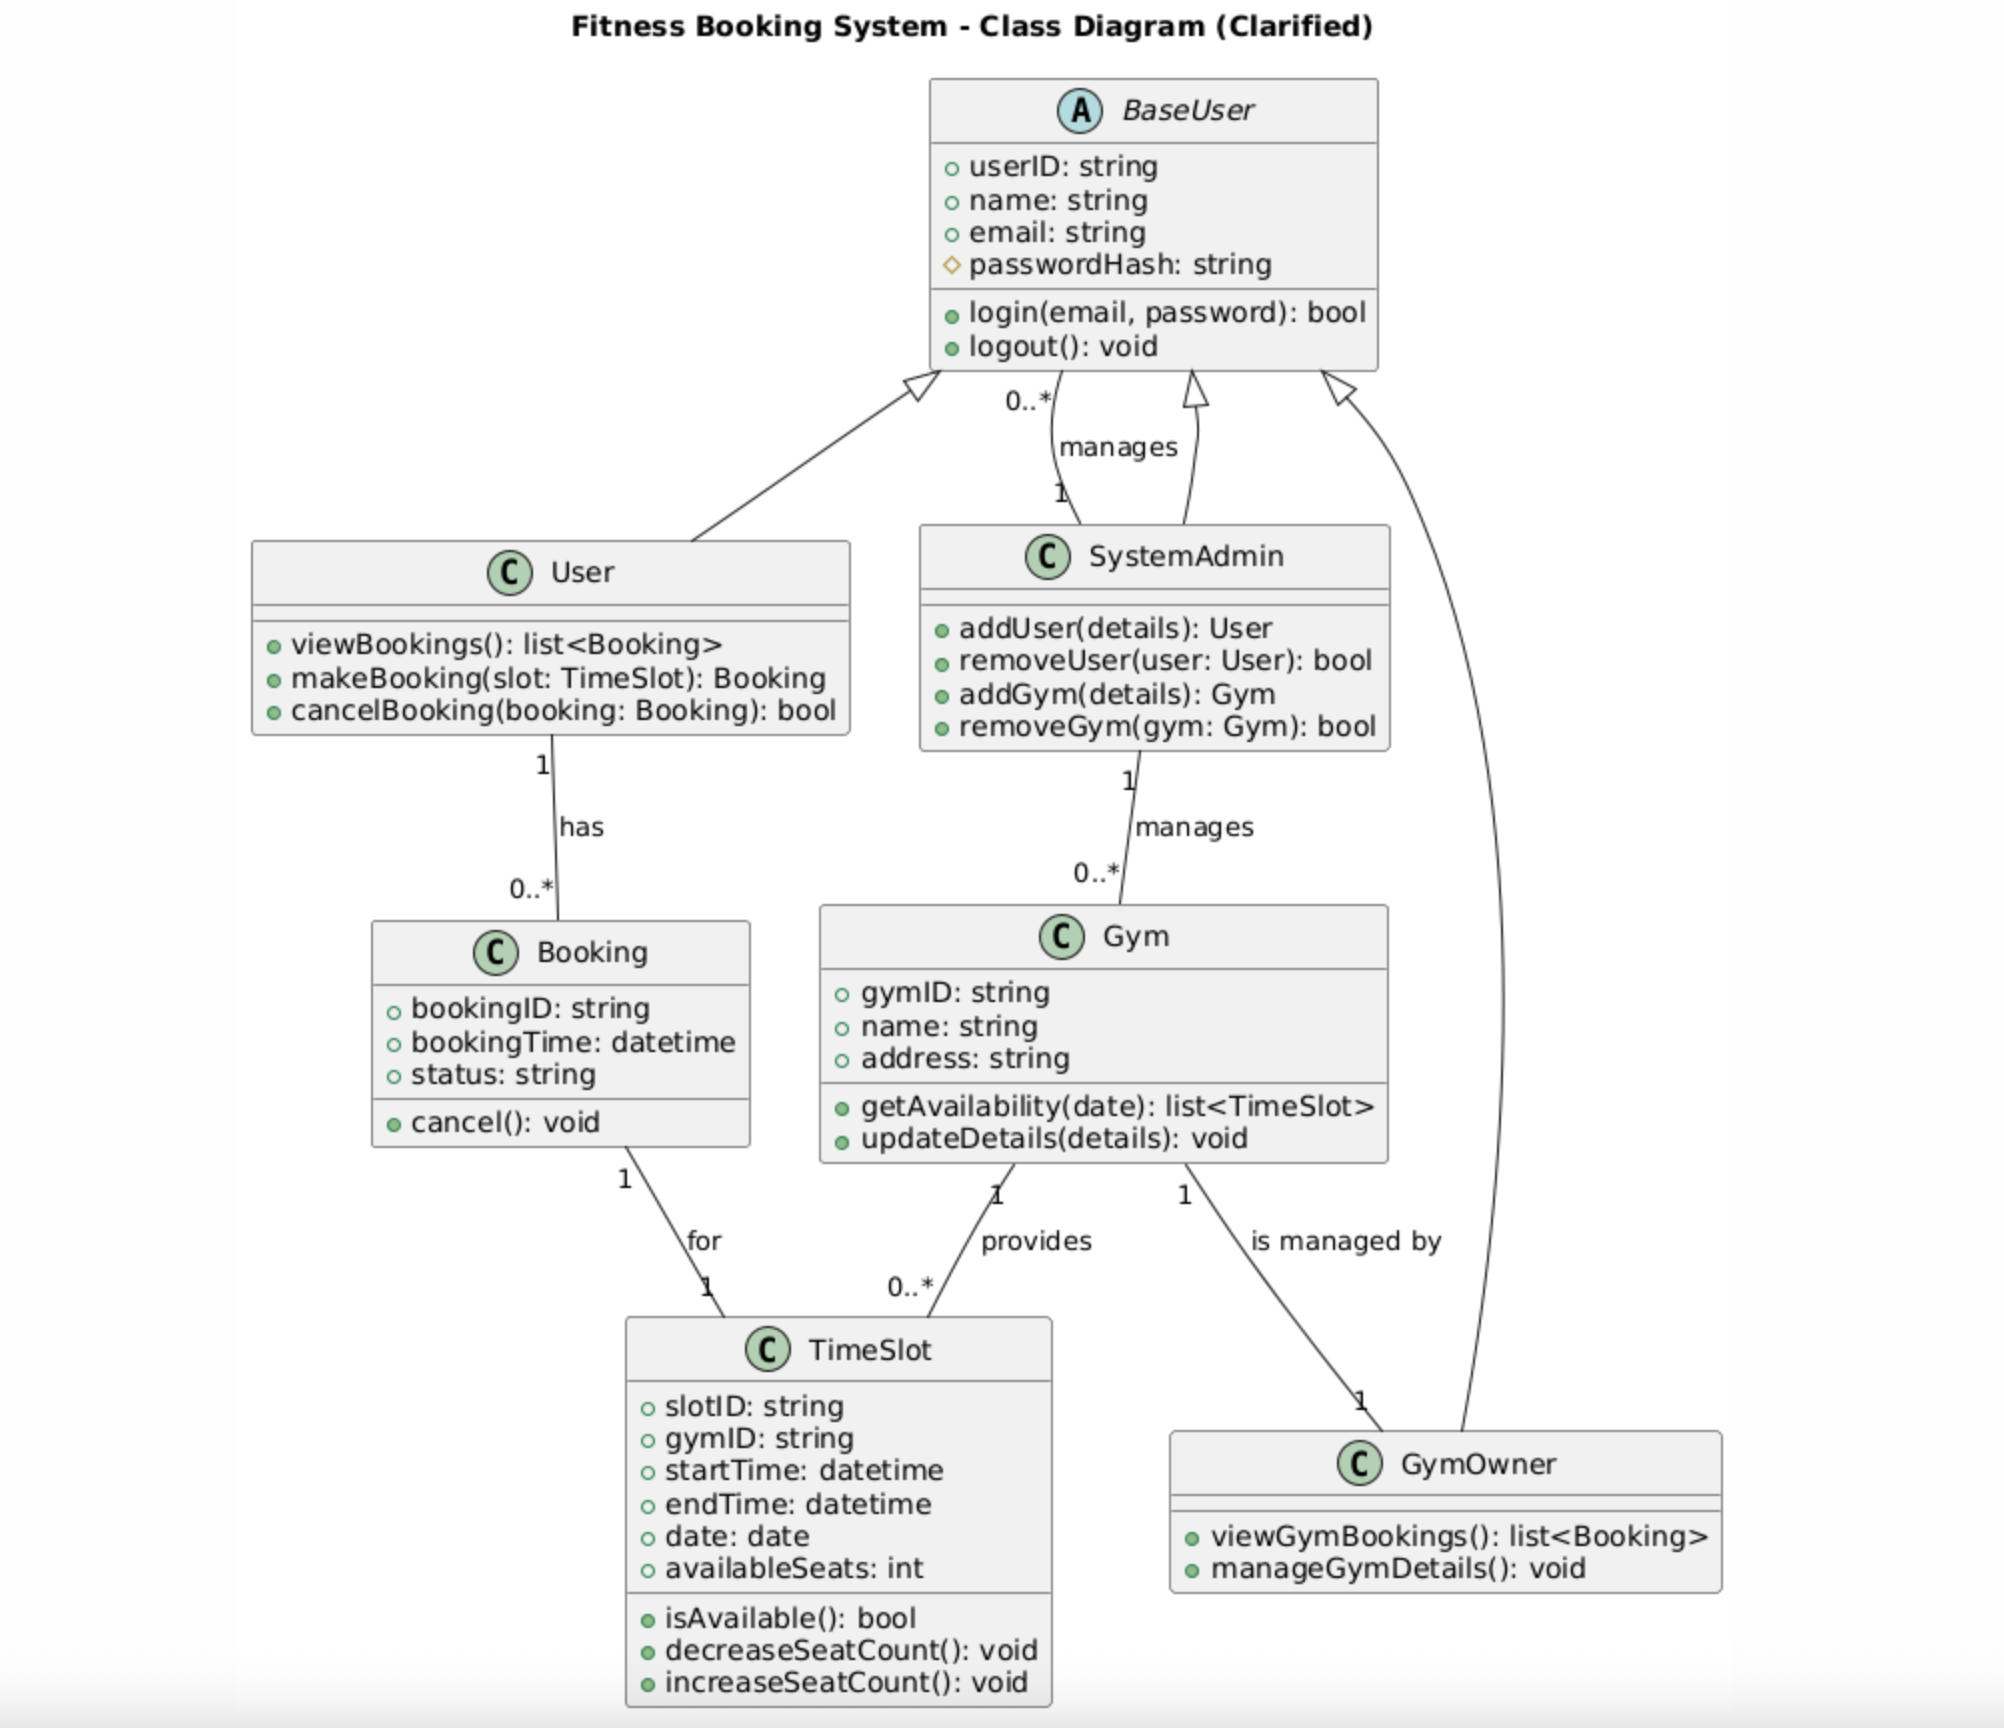 Fitness Booking System - Class Diagram (Clarified)
A BaseUser
userID: string
name: string
email: string
passwordHash: string
login(email, password): bool
logout(): void
0..*
manages
1
C User
viewBookings(): list<Booking>
makeBooking(slot: TimeSlot): Booking
cancelBooking(booking: Booking): bool
C SystemAdmin
addUser(details): User
removeUser(user: User): bool
addGym(details): Gym
removeGym(gym: Gym): bool
1
has
0..*
1
manages
0..*
C Booking
bookingID: string
bookingTime: datetime
status: string
cancel(): void
C Gym
gymID: string
name: string
address: string
getAvailability(date): list<TimeSlot>
updateDetails(details): void
1
for
1
1
provides
0..*
1
is managed by
1
C TimeSlot
slotID: string
gymID: string
startTime: datetime
endTime: datetime
date: date
availableSeats: int
isAvailable(): bool
decreaseSeatCount(): void
increaseSeatCount(): void
C GymOwner
viewGymBookings(): list<Booking>
manageGymDetails(): void